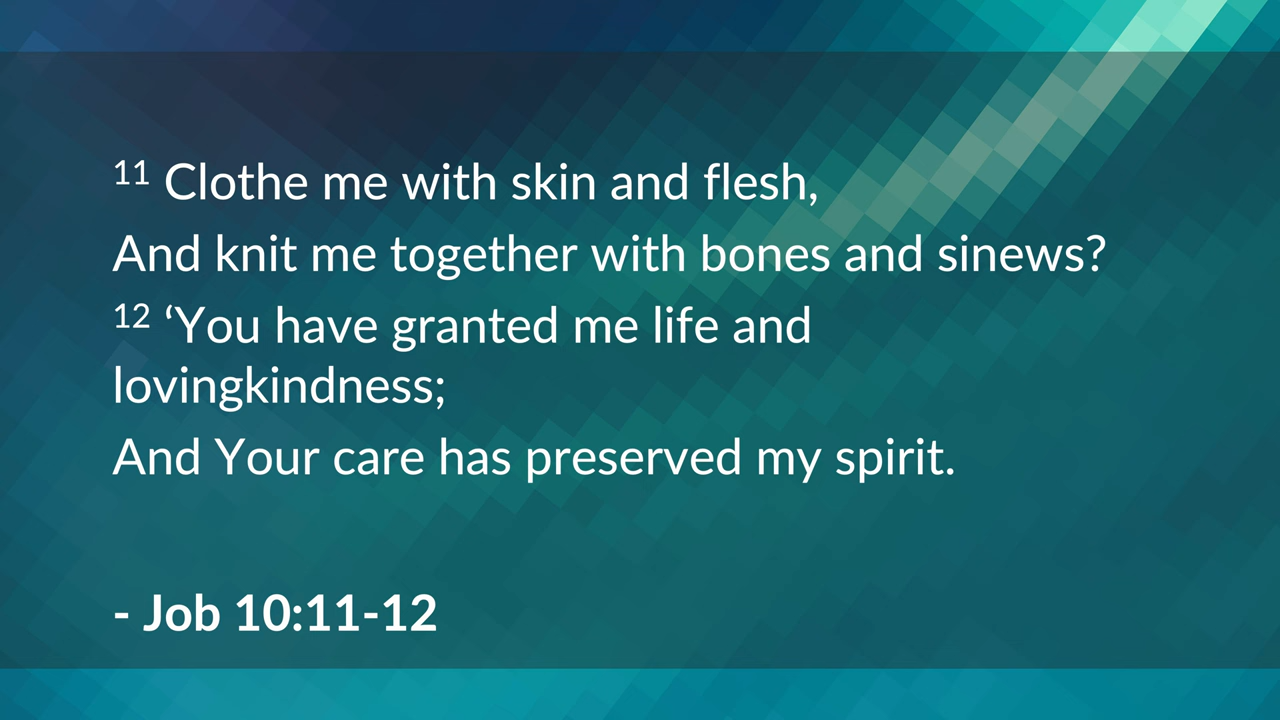 11 Clothe me with skin and flesh,
And knit me together with bones and sinews?
12 ‘You have granted me life and
lovingkindness;
And Your care has preserved my spirit.
- Job 10:11-12